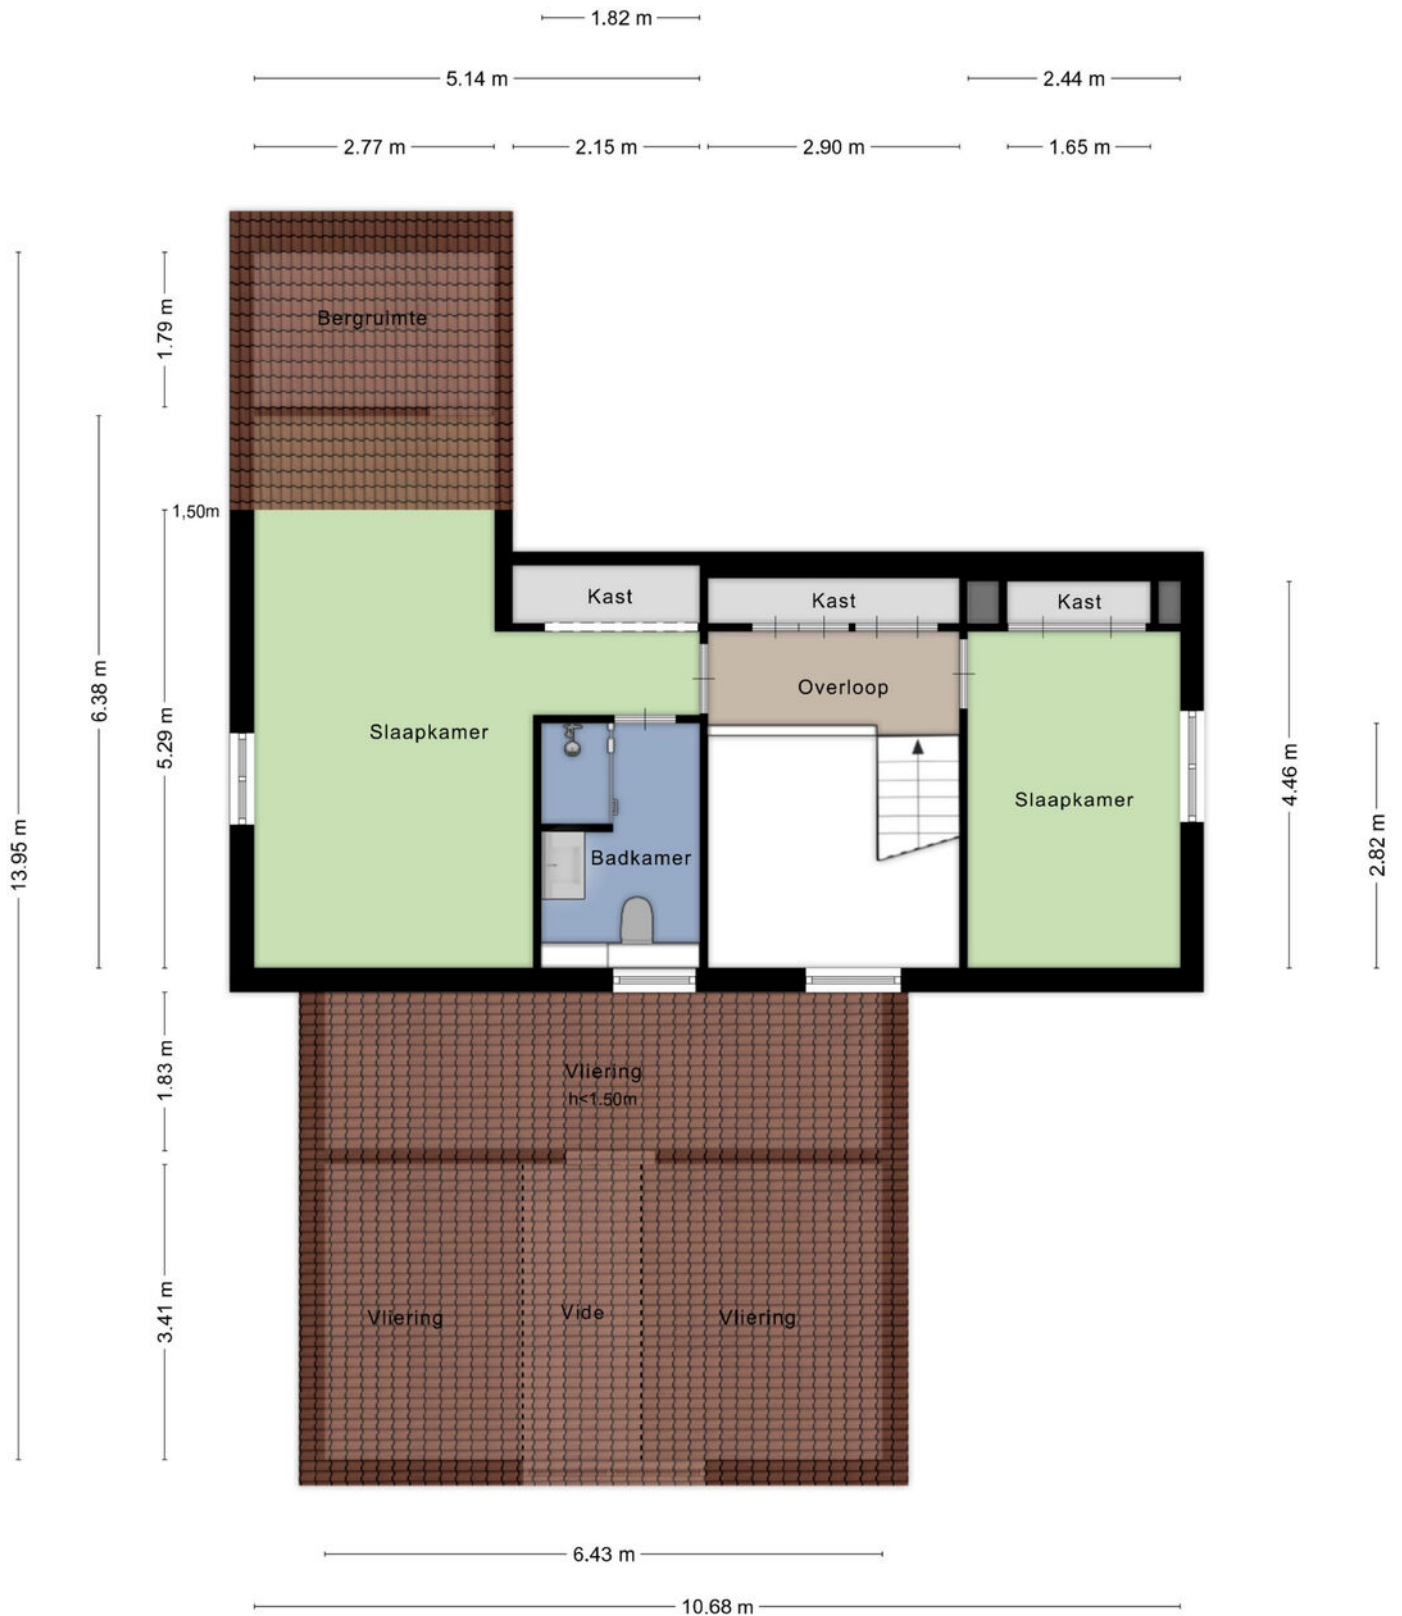 1.82 m
5.14 m
2.44 m
2.77 m
2.15 m
2.90 m
1.65 m
1.79 m
Bergruimte
1,50m
Kast
Kast
Kast
6.38 m
Overloop
Slaapkamer
5.29 m
4.46 m
Slaapkamer
13.95 m
Badkamer
2.82 m
1.83 m
Vliering
h<1.50m
3.41 m
Vliering
Vide
Vliering
6.43 m
10.68 m